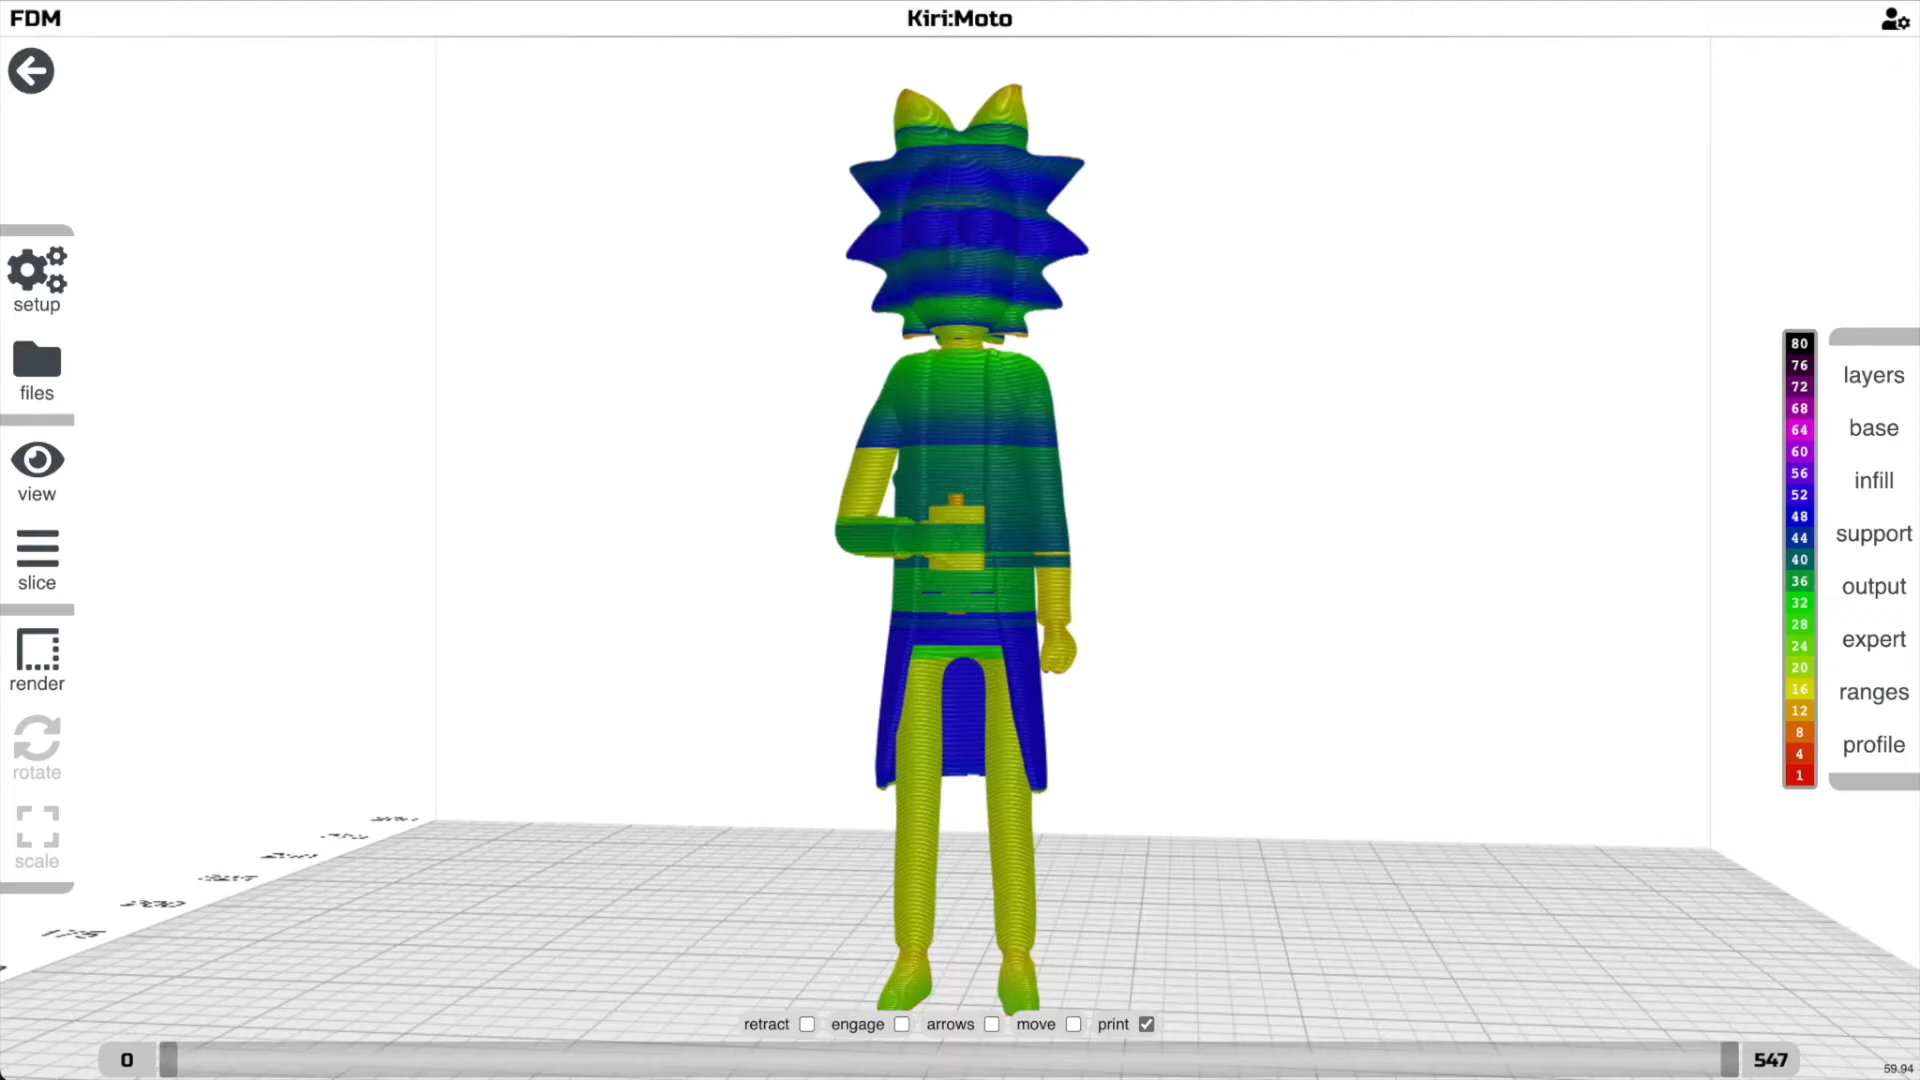 FDM
Kiri:Moto
setup
files
view
slice
render
rotate
scale
80
76
72
68
64
60
56
52
48
44
40
36
32
28
24
20
16
12
8
4
1
layers
base
infill
support
output
expert
ranges
profile
300
175
retract engage arrows move print
0
547
59.94